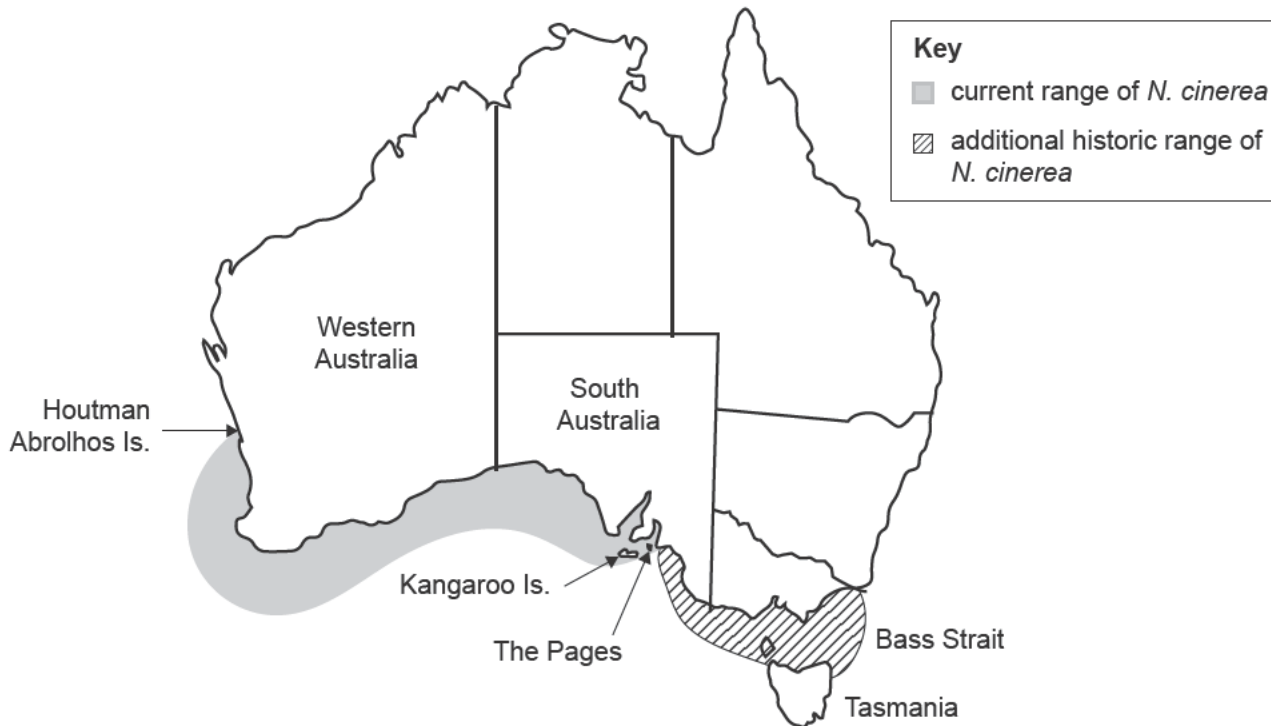 Key
current range of N. cinerea
additional historic range of
N. cinerea
Western
Australia
South
Australia
Houtman
Abrolhos Is.
Kangaroo Is.
The Pages
Bass Strait
Tasmania